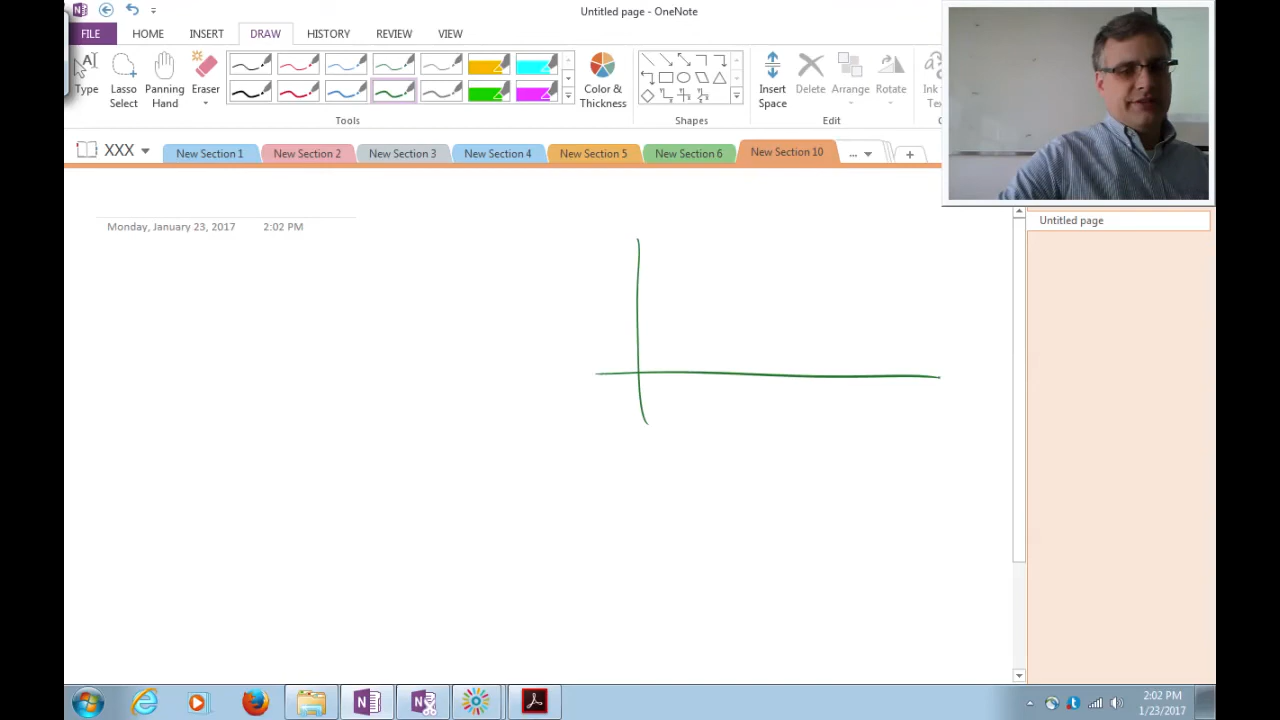 Untitled page - OneNote
FILE HOME INSERT DRAW HISTORY REVIEW VIEW
Type
Lasso Select
Panning Hand
Eraser
Color & Thickness
Insert Space
Delete
Arrange
Rotate
Ink to
Tools
Shapes
Edit
XXX
New Section 1 New Section 2 New Section 3 New Section 4 New Section 5 New Section 6 New Section 10 ... +
Untitled page
Monday, January 23, 2017 2:02 PM
2:02 PM
1/23/2017